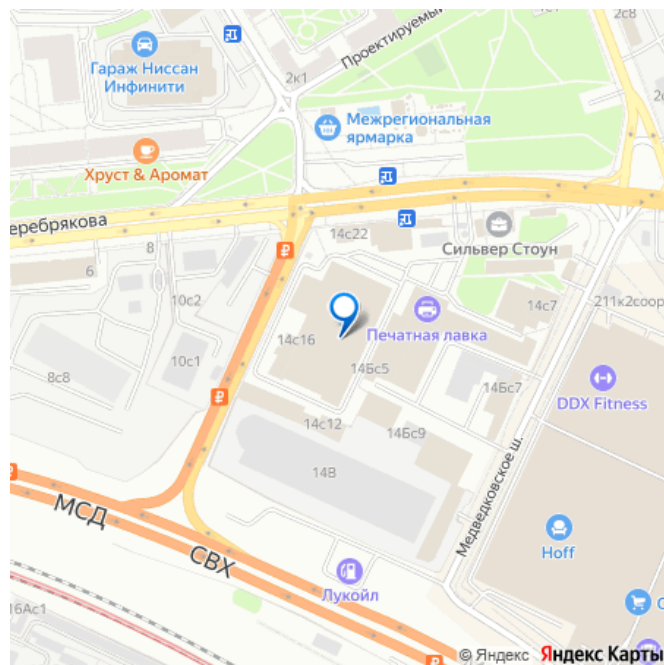 2с8
Проектируемый
Гараж Ниссан
Инфинити
2к1
Межрегиональная
ярмарка
Хруст & Аромат
еребрякова
8
14с22
Сильвер Стоун
6
10с2
211к2соор
14с7
14с16
Печатная лавка
10с1
14Бс5
8с8
14Бс7
DDX Fitness
14с12
14Бс9
14В
Медведковское ш.
МСД
Hoff
СВХ
Лукойл
16Ас1
© Яндекс Яндекс Карты